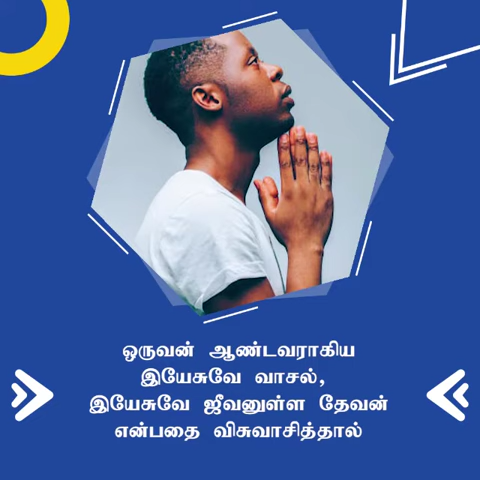 ஒருவன் ஆண்டவராகிய
இயேசுவே வாசல்,
இயேசுவே ஜீவனுள்ள தேவன்
என்பதை விசுவாசித்தால்